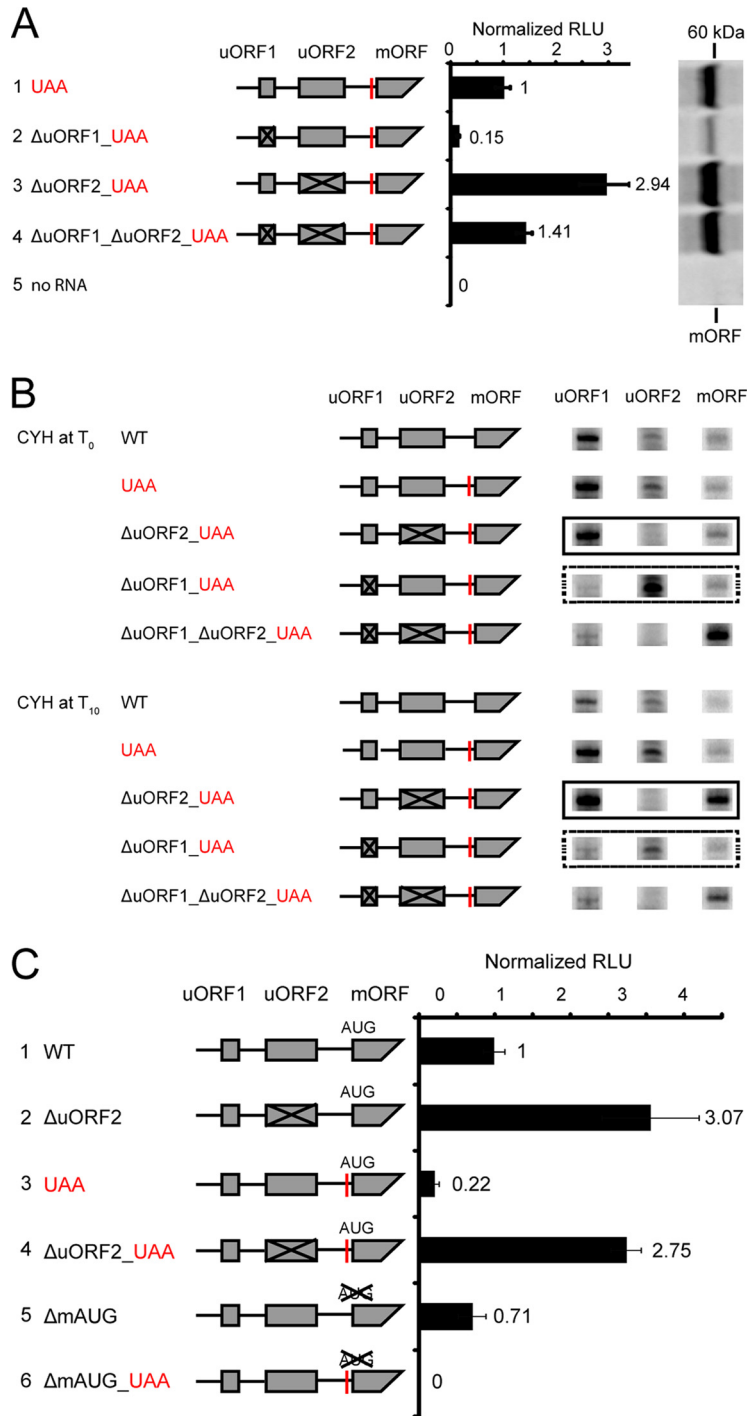 A
Normalized RLU
60 kDa
uORF1 uORF2 mORF
0 1 2 3
1 UAA
1
2 ΔuORF1_UAA
0.15
3 ΔuORF2_UAA
2.94
4 ΔuORF1_ΔuORF2_UAA
1.41
5 no RNA
0
mORF
B
uORF1 uORF2 mORF uORF1 uORF2 mORF
CYH at T0 WT
UAA
ΔuORF2_UAA
ΔuORF1_UAA
ΔuORF1_ΔuORF2_UAA
CYH at T10 WT
UAA
ΔuORF2_UAA
ΔuORF1_UAA
ΔuORF1_ΔuORF2_UAA
C
Normalized RLU
uORF1 uORF2 mORF
0 1 2 3 4
AUG
1 WT
1
AUG
2 ΔuORF2
3.07
AUG
3 UAA
0.22
AUG
4 ΔuORF2_UAA
2.75
AUG
5 ΔmAUG
0.71
AUG
6 ΔmAUG_UAA
0